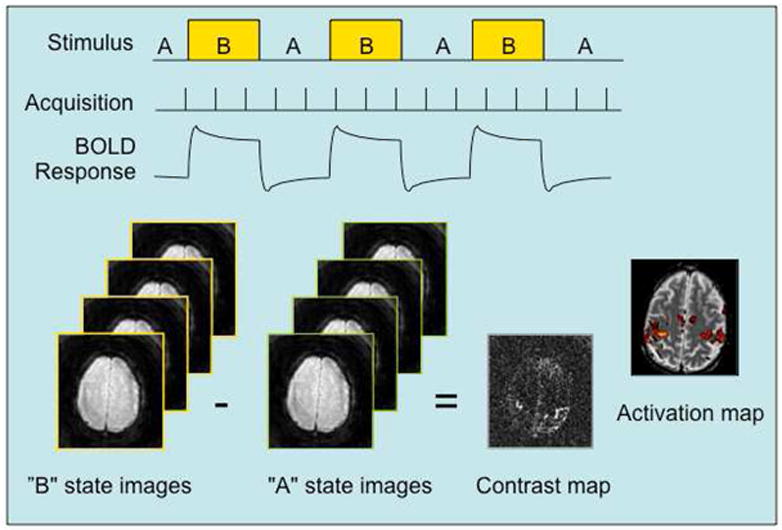 Stimulus A B A B A B A
Acquisition
BOLD
Response
-
=
Activation map
”B" state images
"A" state images
Contrast map